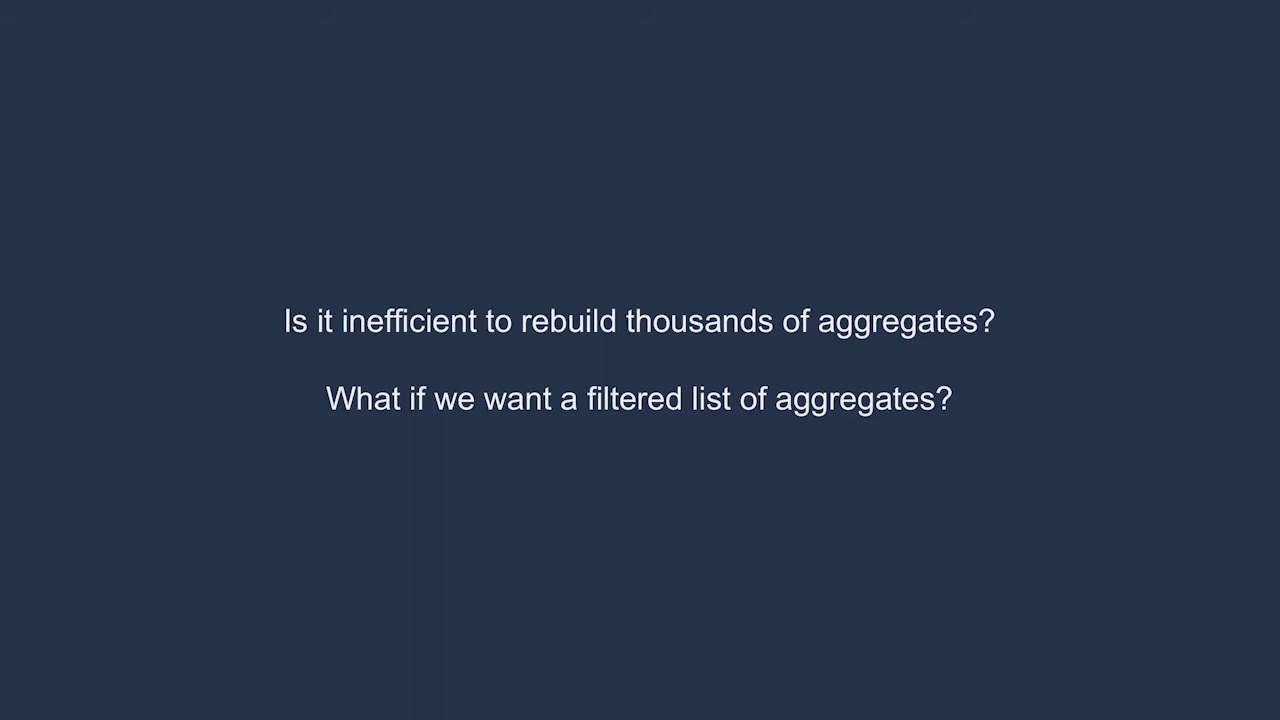 Is it inefficient to rebuild thousands of aggregates?
What if we want a filtered list of aggregates?